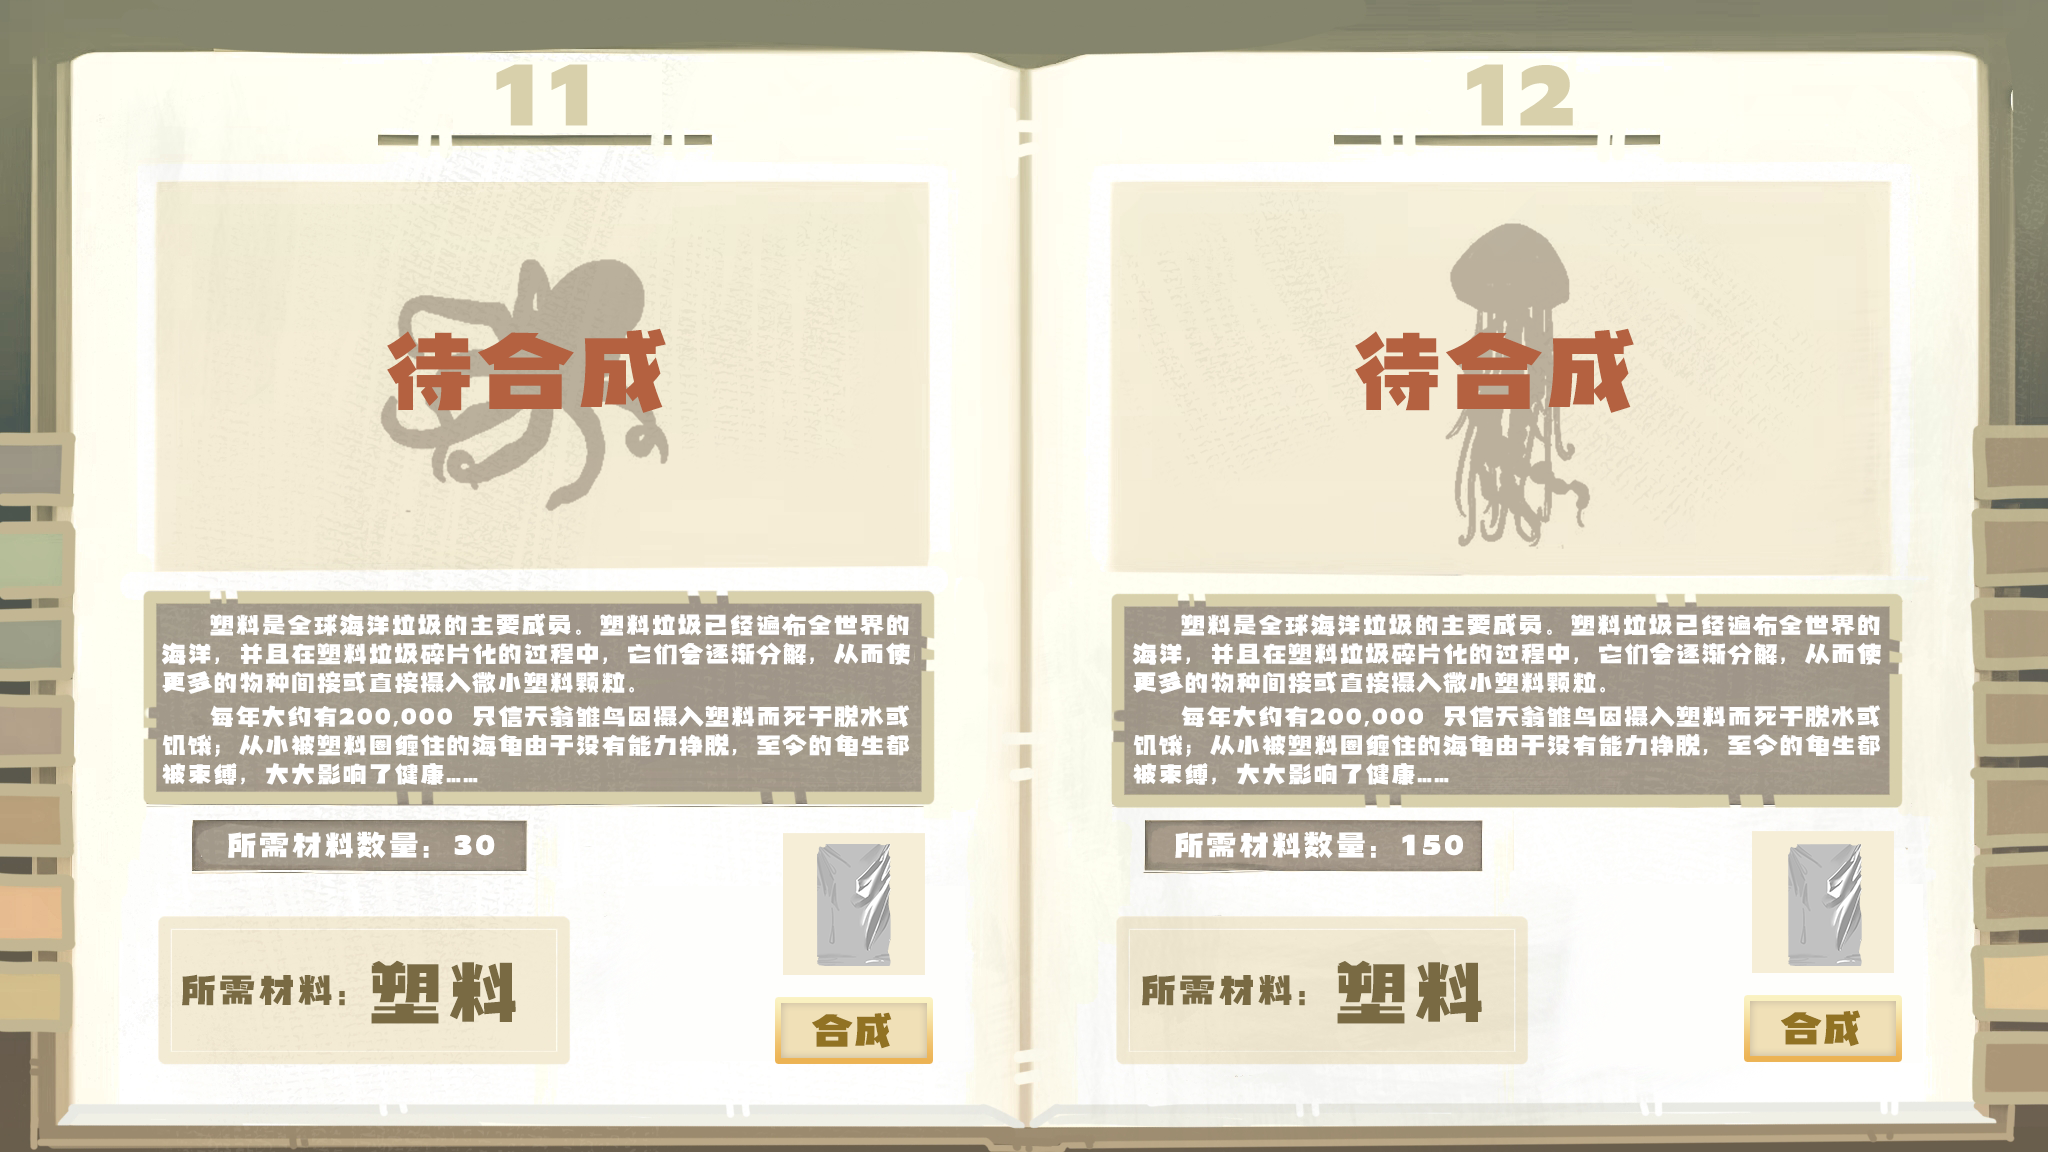 11
待合成
塑料是全球海洋垃圾的主要成员。塑料垃圾已经遍布全世界的
海洋，并且在塑料垃圾碎片化的过程中，它们会逐渐分解，从而使
更多的物种间接或直接摄入微小塑料颗粒。
每年大约有200,000 只信天翁雏鸟因摄入塑料而死于脱水或
饥饿；从小被塑料圈缠住的海龟由于没有能力挣脱，至今的龟生都
被束缚，大大影响了健康……
所需材料数量：30
所需材料：塑料
合成
12
待合成
塑料是全球海洋垃圾的主要成员。塑料垃圾已经遍布全世界的
海洋，并且在塑料垃圾碎片化的过程中，它们会逐渐分解，从而使
更多的物种间接或直接摄入微小塑料颗粒。
每年大约有200,000 只信天翁雏鸟因摄入塑料而死于脱水或
饥饿；从小被塑料圈缠住的海龟由于没有能力挣脱，至今的龟生都
被束缚，大大影响了健康……
所需材料数量：150
所需材料：塑料
合成